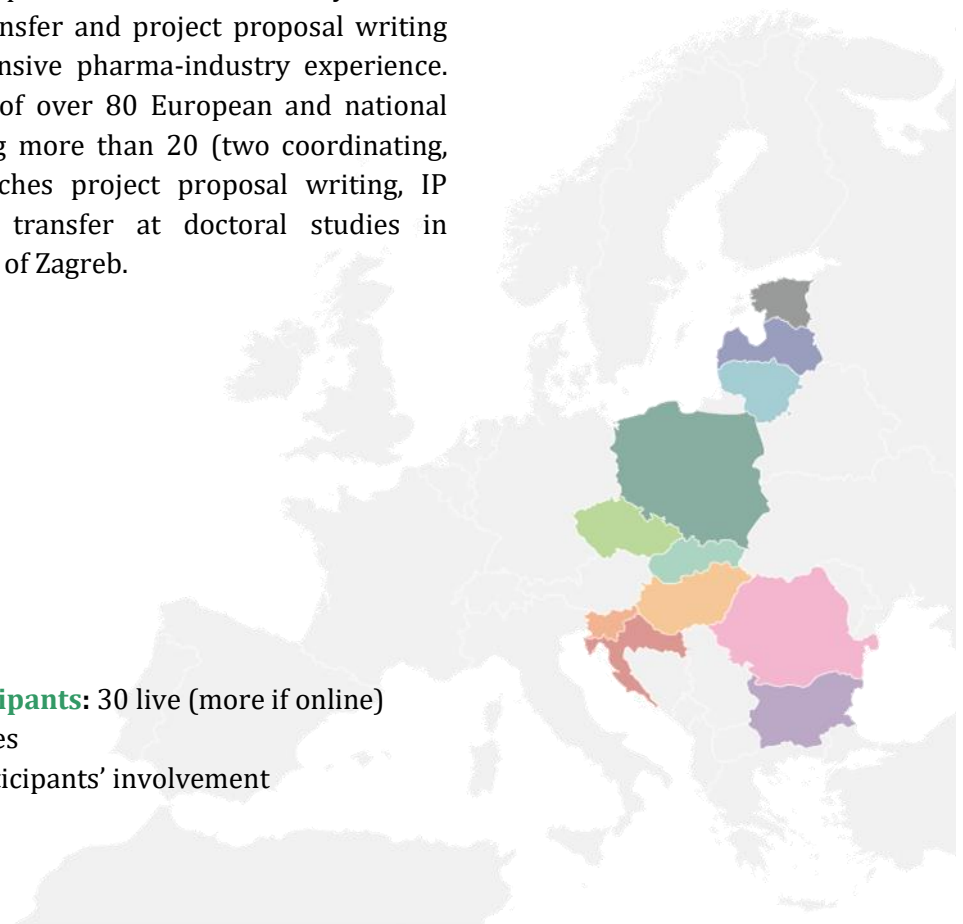 nsfer and project proposal writing
nsive pharma-industry experience.
of over 80 European and national
g more than 20 (two coordinating,
ches project proposal writing, IP
transfer at doctoral studies in
of Zagreb.
ipants: 30 live (more if online)
es
ticipants’ involvement